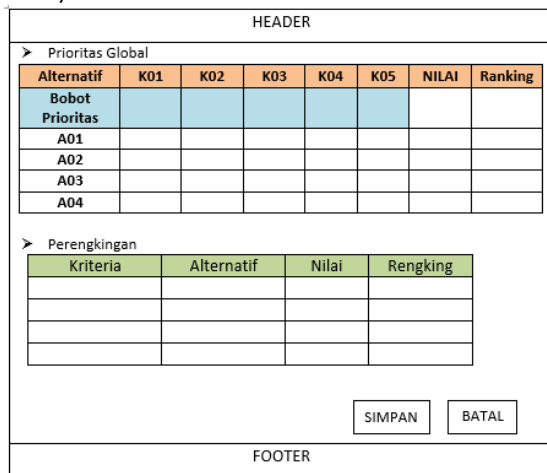 HEADER
➢ Prioritas Global
Alternatif K01 K02 K03 K04 K05 NILAI Ranking
Bobot
Prioritas
A01
A02
A03
A04
➢ Perengkingan
Kriteria Alternatif Nilai Rengking
SIMPAN BATAL
FOOTER